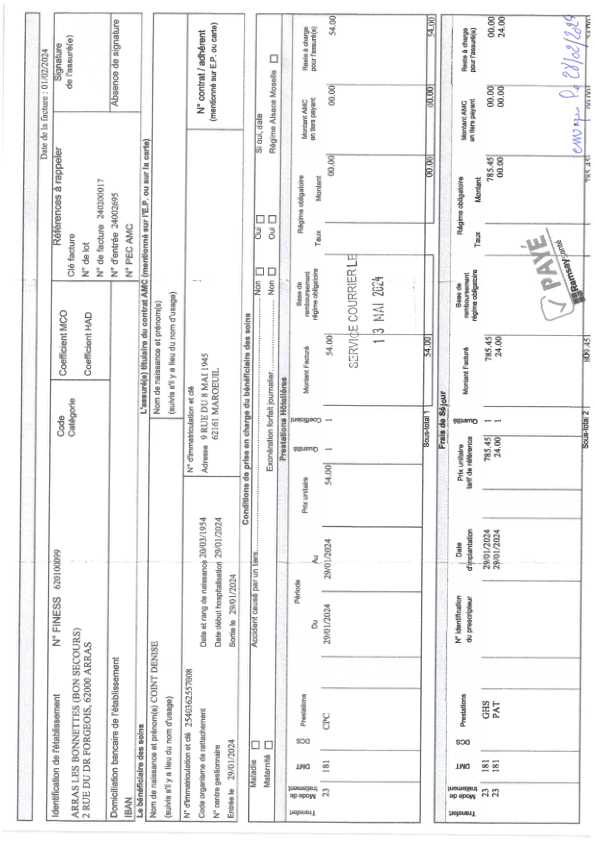 Date de la facture : 01/02/2024
Identification de l'établissement N° FINESS 620100099
ARRAS LES BONNETTES (BON SECOURS)
2 RUE DU DR FORGEOIS, 62000 ARRAS
Code
Catégorie
Coefficient MCO
Coefficient HAD
Références à rappeler
Clé facture
N° de lot
N° de facture 240200017
N° d'entrée 24002695
N° PEC AMC
Signature
de l'assuré(e)
Absence de signature
Domiciliation bancaire de l'établissement
IBAN
Le bénéficiaire des soins
L'assuré(e) titulaire du contrat AMC (mentionné sur l'E.P. ou sur la carte)
Nom de naissance et prénom(s) COINT DENISE
(suivis s'il y a lieu du nom d'usage)
Nom de naissance et prénom(s)
(suivis s'il y a lieu du nom d'usage)
N° d'immatriculation et clé 2540362557008
Code organisme de rattachement
N° centre gestionnaire
Entrée le 29/01/2024
Date et rang de naissance 20/03/1954
Date début hospitalisation 29/01/2024
Sortie le 29/01/2024
N° d'immatriculation et clé
Adresse 9 RUE DU 8 MAI 1945
62161 MAROEUIL
N° contrat / adhérent
(mentionné sur E.P. ou carte)
Conditions de prise en charge du bénéficiaire des soins
Maladie
Maternité
Accident causé par un tiers Non Oui Si oui, date
Exonération forfait journalier Non Oui Régime Alsace Moselle
Prestations Hôtelières
Transfert
Mode de traitement
DMT
DCS
Prestations
Période
Du
Au
Prix unitaire
Quantité
Coefficient
Montant Facturé
Base de remboursement régime obligatoire
Régime obligatoire
Taux
Montant
Montant AMC en tiers payant
Reste à charge pour l'assuré(e)
23 181 CPC 29/01/2024 29/01/2024 54.00 1 1 54.00 00.00 00.00 54.00
SERVICE COURRIER LE
13 MAI 2024
Sous-total 1 54.00 00.00 00.00 54.00
Frais de Séjour
Transfert
Mode de traitement
DMT
DCS
Prestations
N° identification du prescripteur
Date d'implantation
Prix unitaire tarif de référence
Quantité
Coefficient
Montant Facturé
Base de remboursement régime obligatoire
Régime obligatoire
Taux
Montant
Montant AMC en tiers payant
Reste à charge pour l'assuré(e)
23 181 GHS 29/01/2024 785.45 1 785.45 785.45 00.00 00.00
23 181 PAT 29/01/2024 24.00 1 24.00 00.00 00.00 24.00
PAYÉ
Ramsay Santé
Sous-total 2 809.45 785.45